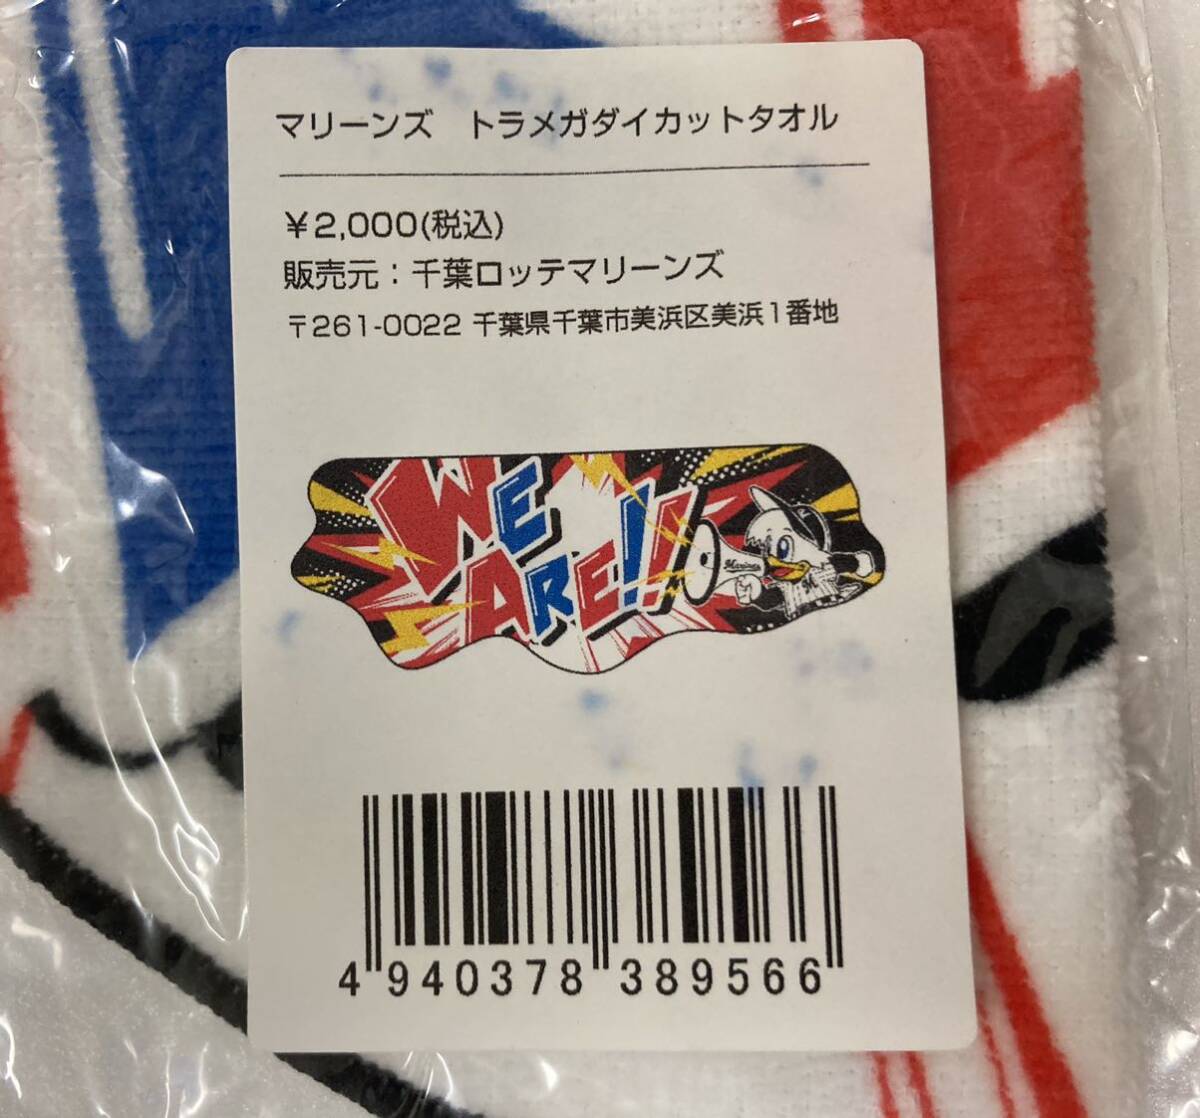 マリーンズ　トラメガダイカットタオル
￥2,000(税込)
販売元：千葉ロッテマリーンズ
〒261-0022 千葉県千葉市美浜区美浜1番地
WE
ARE!!
Marines
4 940378 389566